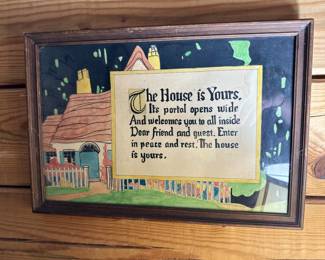 The House is Yours.
Its portal opens wide
And welcomes you to all inside
Dear friend and guest. Enter
in peace and rest. The house
is yours.